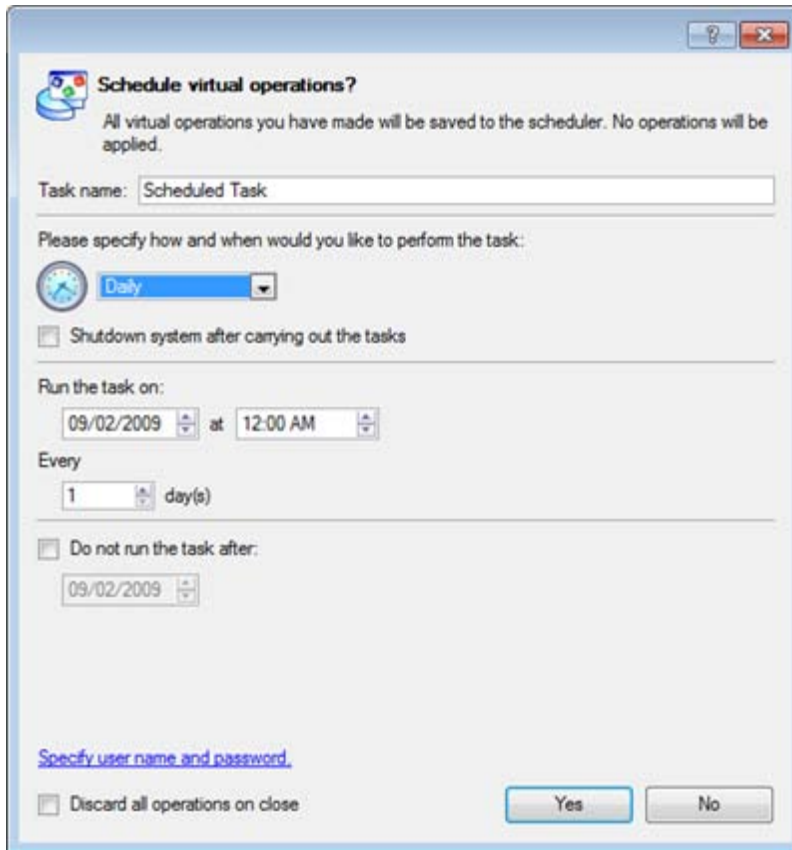 Schedule virtual operations?
All virtual operations you have made will be saved to the scheduler. No operations will be
applied.
Task name: Scheduled Task
Please specify how and when would you like to perform the task:
Daily
Shutdown system after carrying out the tasks
Run the task on:
09/02/2009 at 12:00 AM
Every
1 day(s)
Do not run the task after:
09/02/2009
Specify user name and password.
Discard all operations on close Yes No